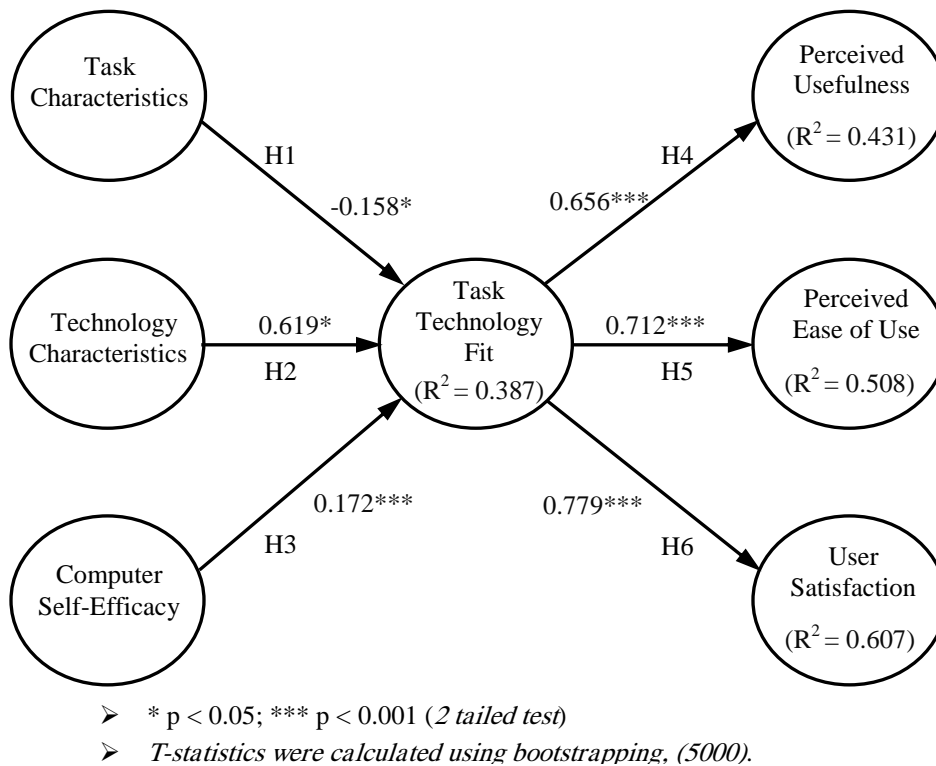 Task
Characteristics
H1
-0.158*
Technology
Characteristics
0.619*
H2
Computer
Self-Efficacy
0.172***
H3
Task
Technology
Fit
(R² = 0.387)
H4
0.656***
Perceived
Usefulness
(R² = 0.431)
0.712***
H5
Perceived
Ease of Use
(R² = 0.508)
0.779***
H6
User
Satisfaction
(R² = 0.607)
➢ * p < 0.05; *** p < 0.001 (2 tailed test)
➢ T-statistics were calculated using bootstrapping, (5000).